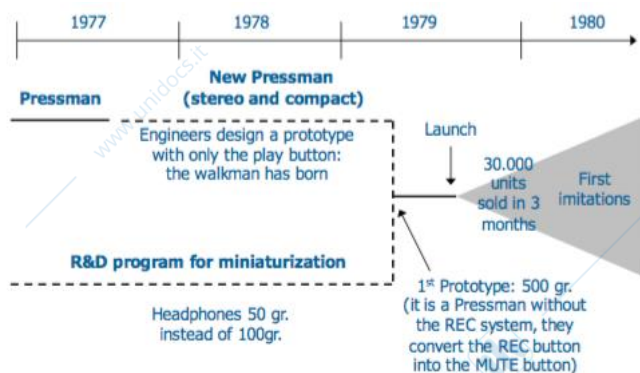 1977
1978
1979
1980
Pressman
New Pressman
(stereo and compact)
Engineers design a prototype
with only the play button:
the walkman has born
Launch
30.000
units
sold in 3
months
First
imitations
R&D program for miniaturization
Headphones 50 gr.
instead of 100gr.
1st Prototype: 500 gr.
(it is a Pressman without
the REC system, they
convert the REC button
into the MUTE button)
www.unidocs.it